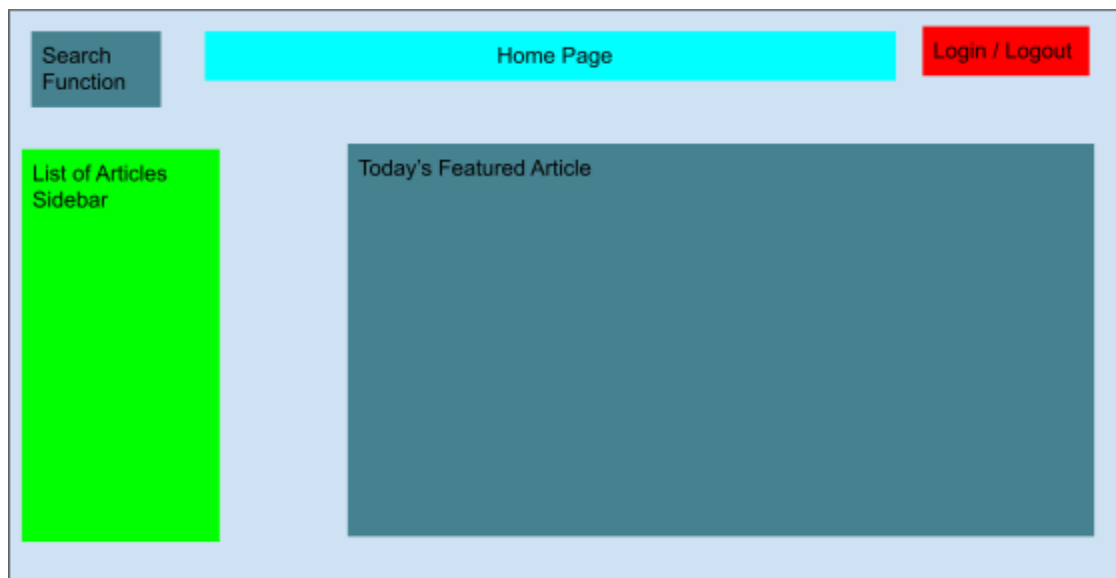 Search
Function
Home Page
Login / Logout
List of Articles
Sidebar
Today's Featured Article